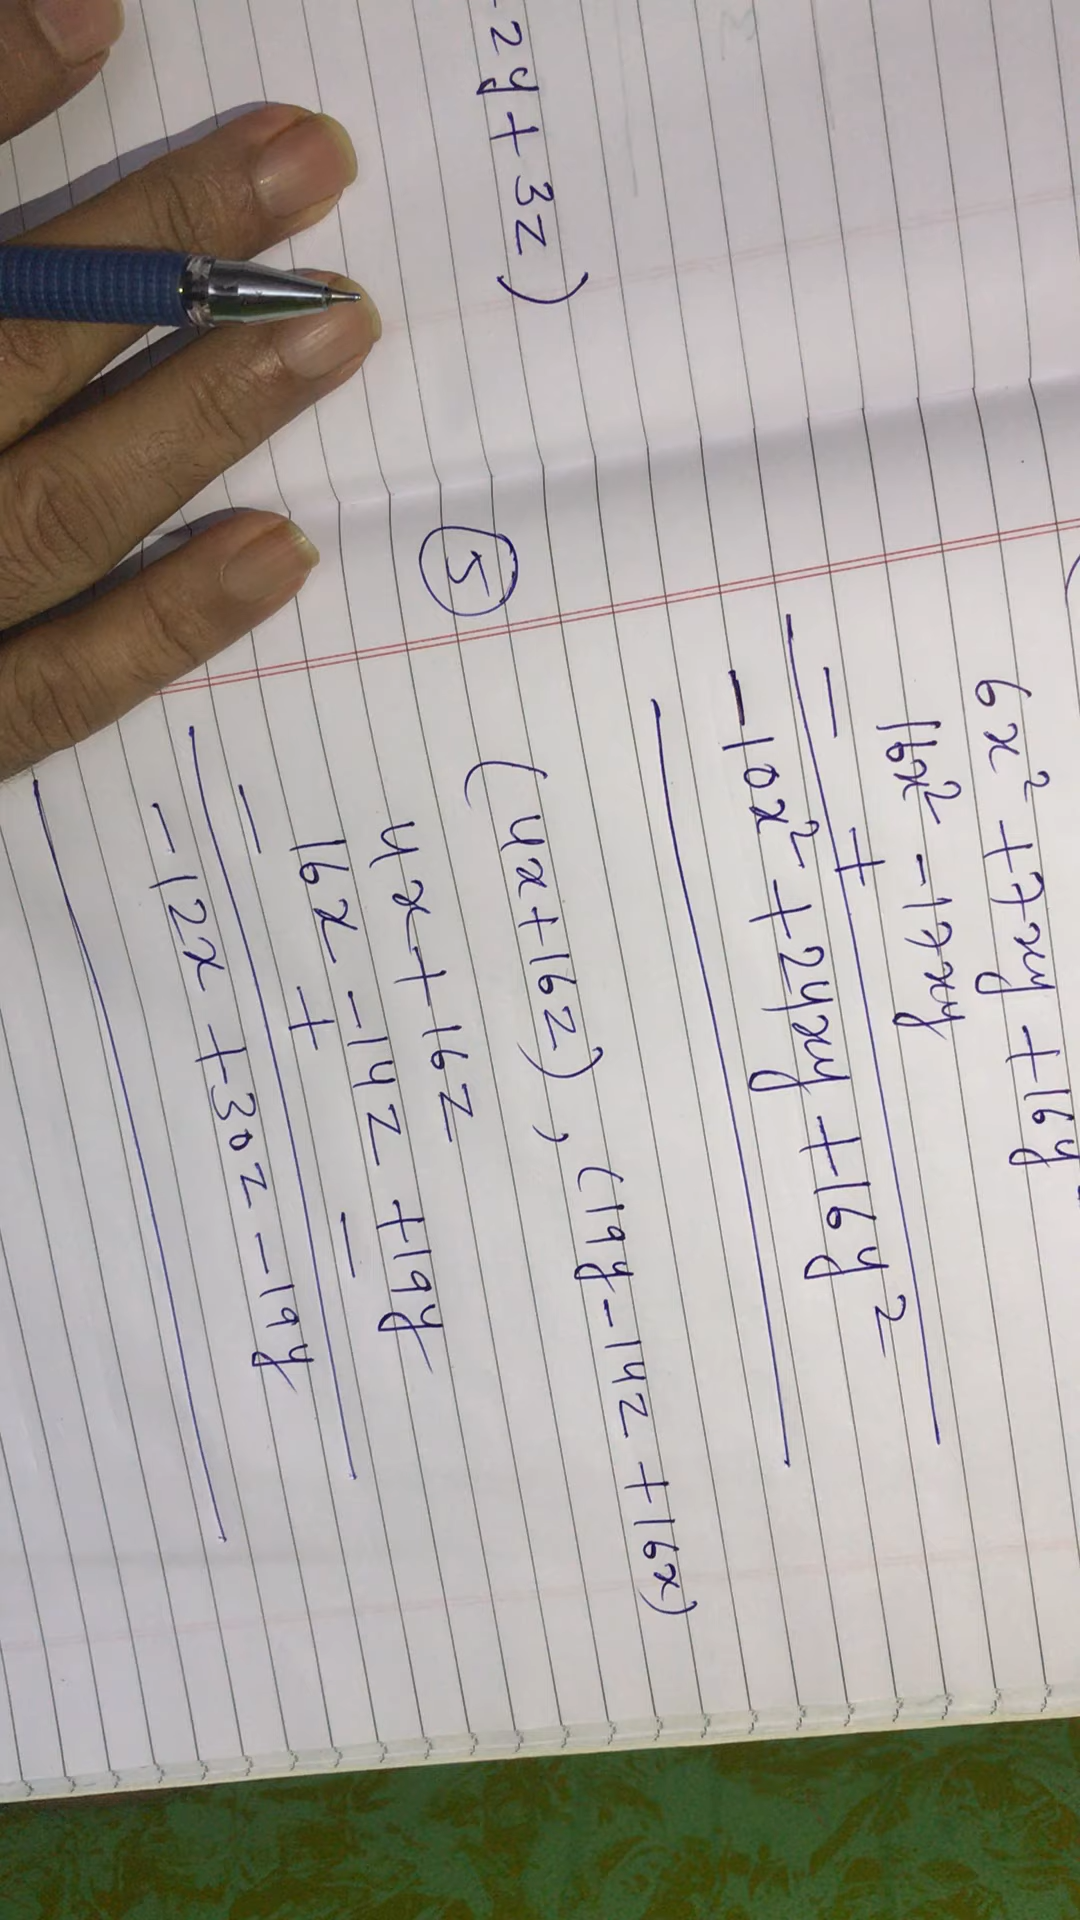 -2y+3z)
6x² +7xy +16y²
16x² -17xy
- +
-10x² +24xy +16y²
⑤ (4x+16z), (19y-14z +16x)
4x+16z
16x -14z +19y
- + -
-12x +30z -19y